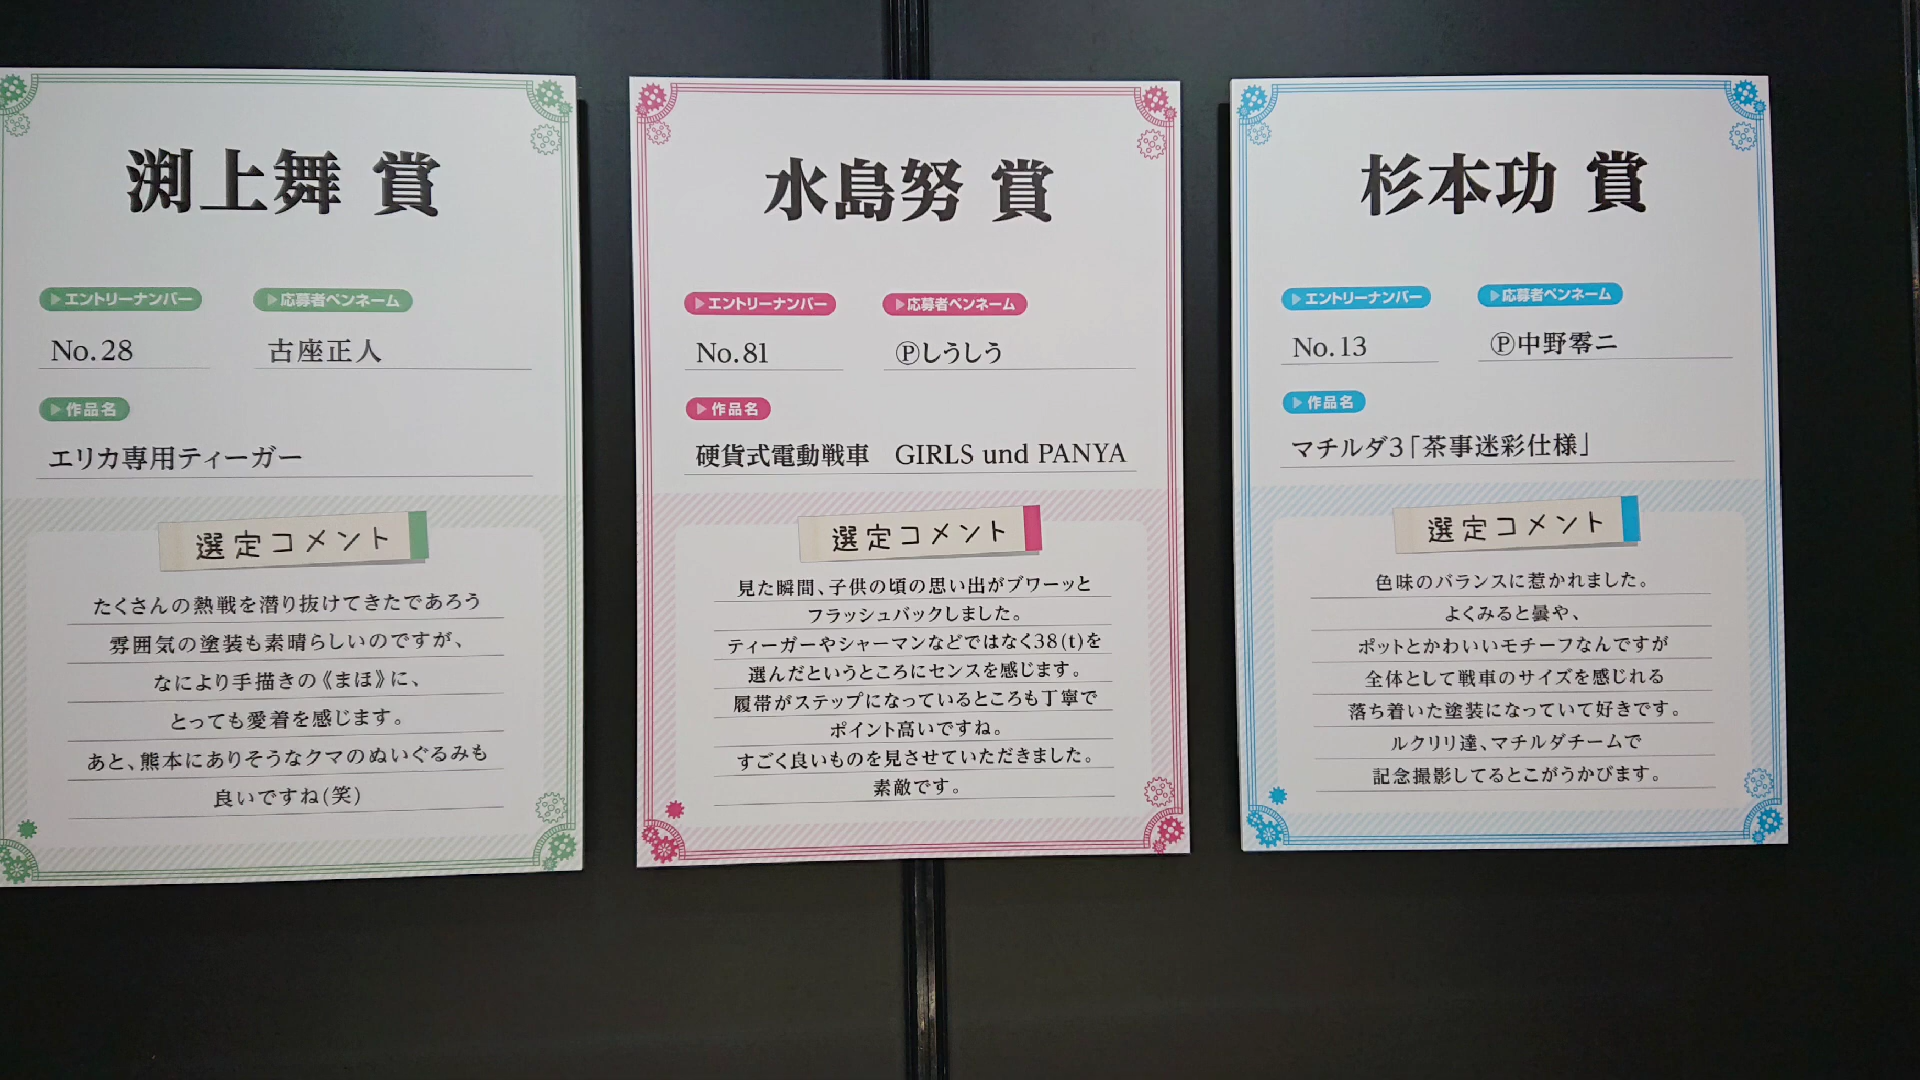 渕上舞 賞
エントリーナンバー
応募者ペンネーム
No.28
古座正人
作品名
エリカ専用ティーガー
選定コメント
たくさんの熱戦を潜り抜けてきたであろう
雰囲気の塗装も素晴らしいのですが、
なにより手描きの《まほ》に、
とっても愛着を感じます。
あと、熊本にありそうなクマのぬいぐるみも
良いですね(笑)
水島努 賞
エントリーナンバー
応募者ペンネーム
No.81
Ⓟしうしう
作品名
硬貨式電動戦車 GIRLS und PANYA
選定コメント
見た瞬間、子供の頃の思い出がブワーッと
フラッシュバックしました。
ティーガーやシャーマンなどではなく38(t)を
選んだというところにセンスを感じます。
履帯がステップになっているところも丁寧で
ポイント高いですね。
すごく良いものを見させていただきました。
素敵です。
杉本功 賞
エントリーナンバー
応募者ペンネーム
No.13
Ⓟ中野零二
作品名
マチルダ3「茶事迷彩仕様」
選定コメント
色味のバランスに惹かれました。
よくみると曇や、
ポットとかわいいモチーフなんですが
全体として戦車のサイズを感じれる
落ち着いた塗装になっていて好きです。
ルクリリ達、マチルダチームで
記念撮影してるとこがうかびます。